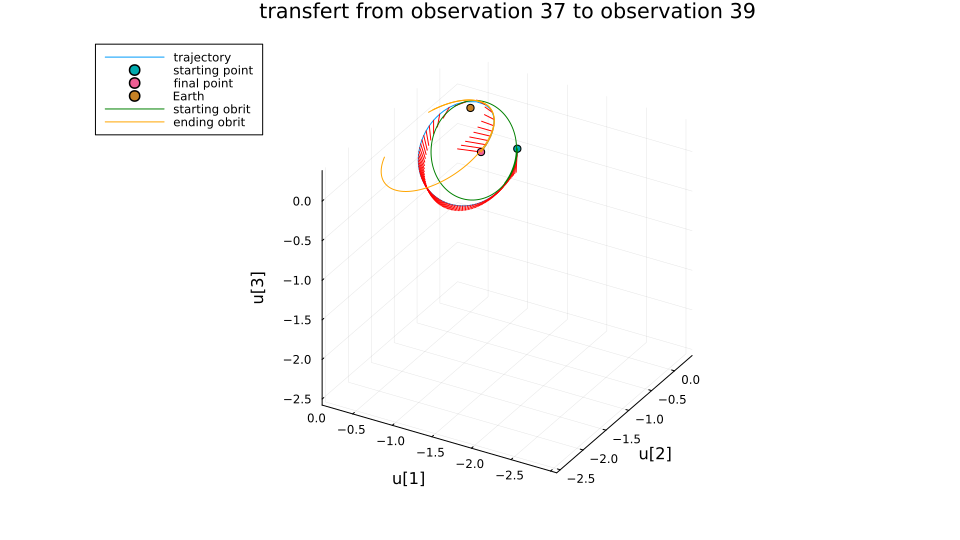 transfert from observation 37 to observation 39
trajectory
starting point
final point
Earth
starting obrit
ending obrit
0.0
−0.5
−1.0
−1.5
−2.0
−2.5
u[3]
0.0
−0.5
−1.0
−1.5
−2.0
−2.5
u[1]
0.0
−0.5
−1.0
−1.5
−2.0
−2.5
u[2]